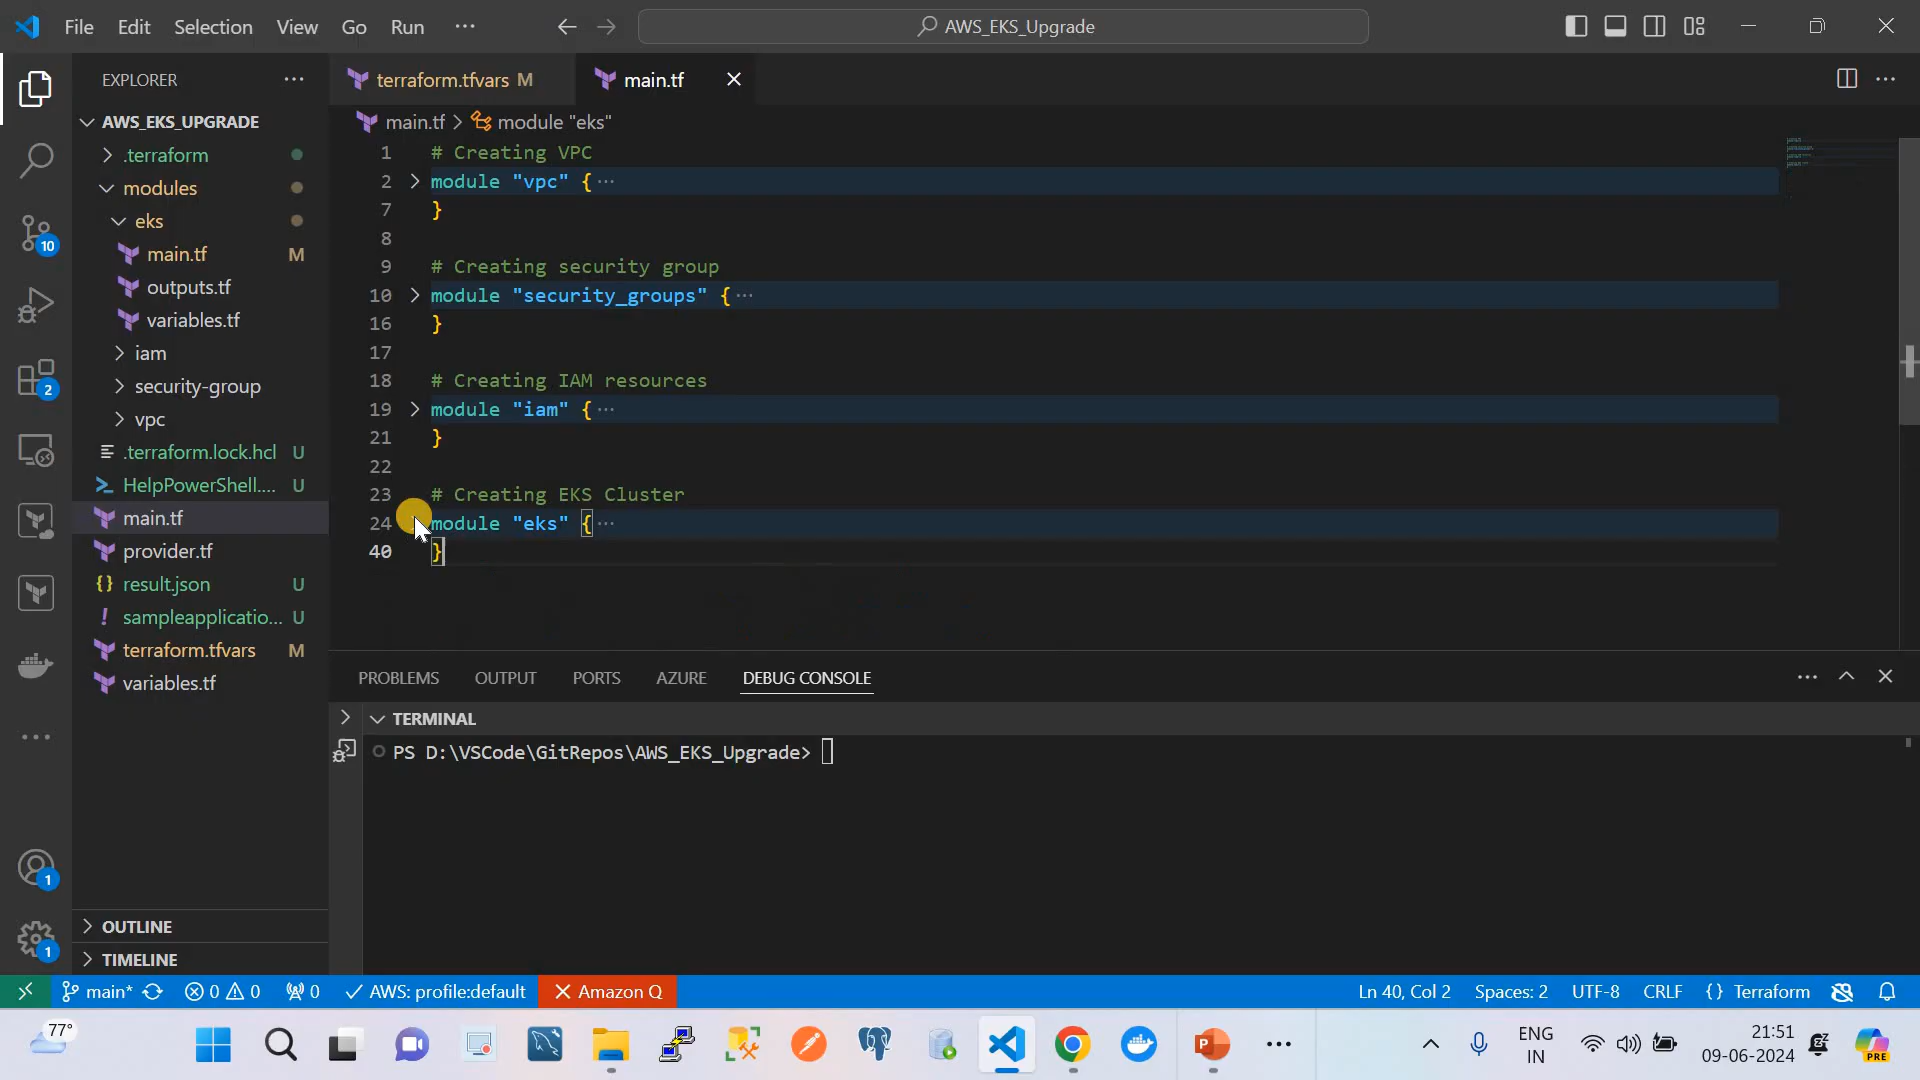 File Edit Selection View Go Run ···
AWS_EKS_Upgrade
EXPLORER
AWS_EKS_UPGRADE
.terraform
modules
eks
main.tf M
outputs.tf
variables.tf
iam
security-group
vpc
.terraform.lock.hcl U
HelpPowerShell.... U
main.tf
provider.tf
result.json U
sampleapplicatio... U
terraform.tfvars M
variables.tf
OUTLINE
TIMELINE
10
2
1
1
terraform.tfvars M
main.tf
main.tf > module "eks"
1 # Creating VPC
2 module "vpc" { ···
7 }
8
9 # Creating security group
10 module "security_groups" { ···
16 }
17
18 # Creating IAM resources
19 module "iam" { ···
21 }
22
23 # Creating EKS Cluster
24 module "eks" { ···
40 }
PROBLEMS OUTPUT PORTS AZURE DEBUG CONSOLE
TERMINAL
PS D:\VSCode\GitRepos\AWS_EKS_Upgrade>
main* 0 0 0 AWS: profile:default Amazon Q
Ln 40, Col 2 Spaces: 2 UTF-8 CRLF {} Terraform
77°
ENG
IN
21:51
09-06-2024
PRE